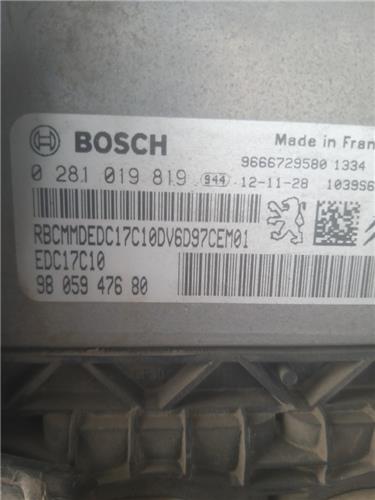 BOSCH
Made in Fran
9666729580 1334
0 281 019 819 944 12-11-28 1039S6
RBCMMDEDC17C10DV6D97CEM01
EDC17C10
98 059 476 80